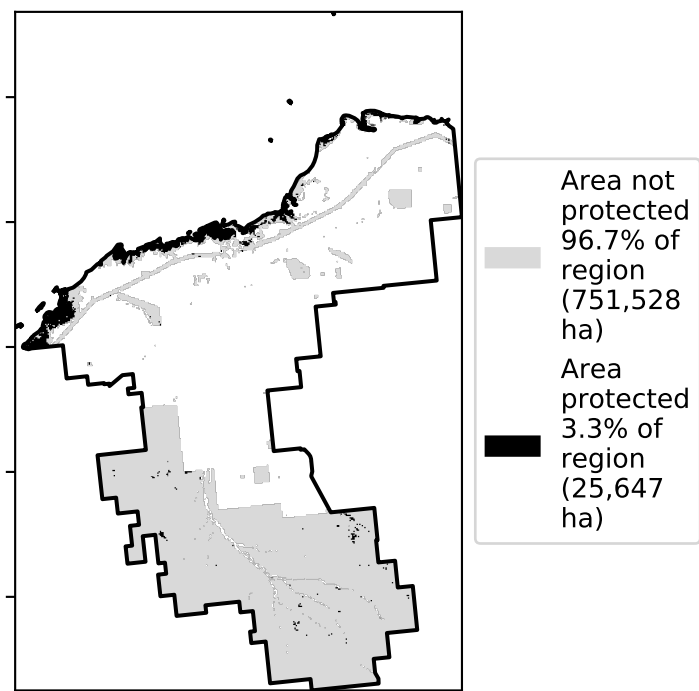 Area not
protected
96.7% of
region
(751,528
ha)
Area
protected
3.3% of
region
(25,647
ha)